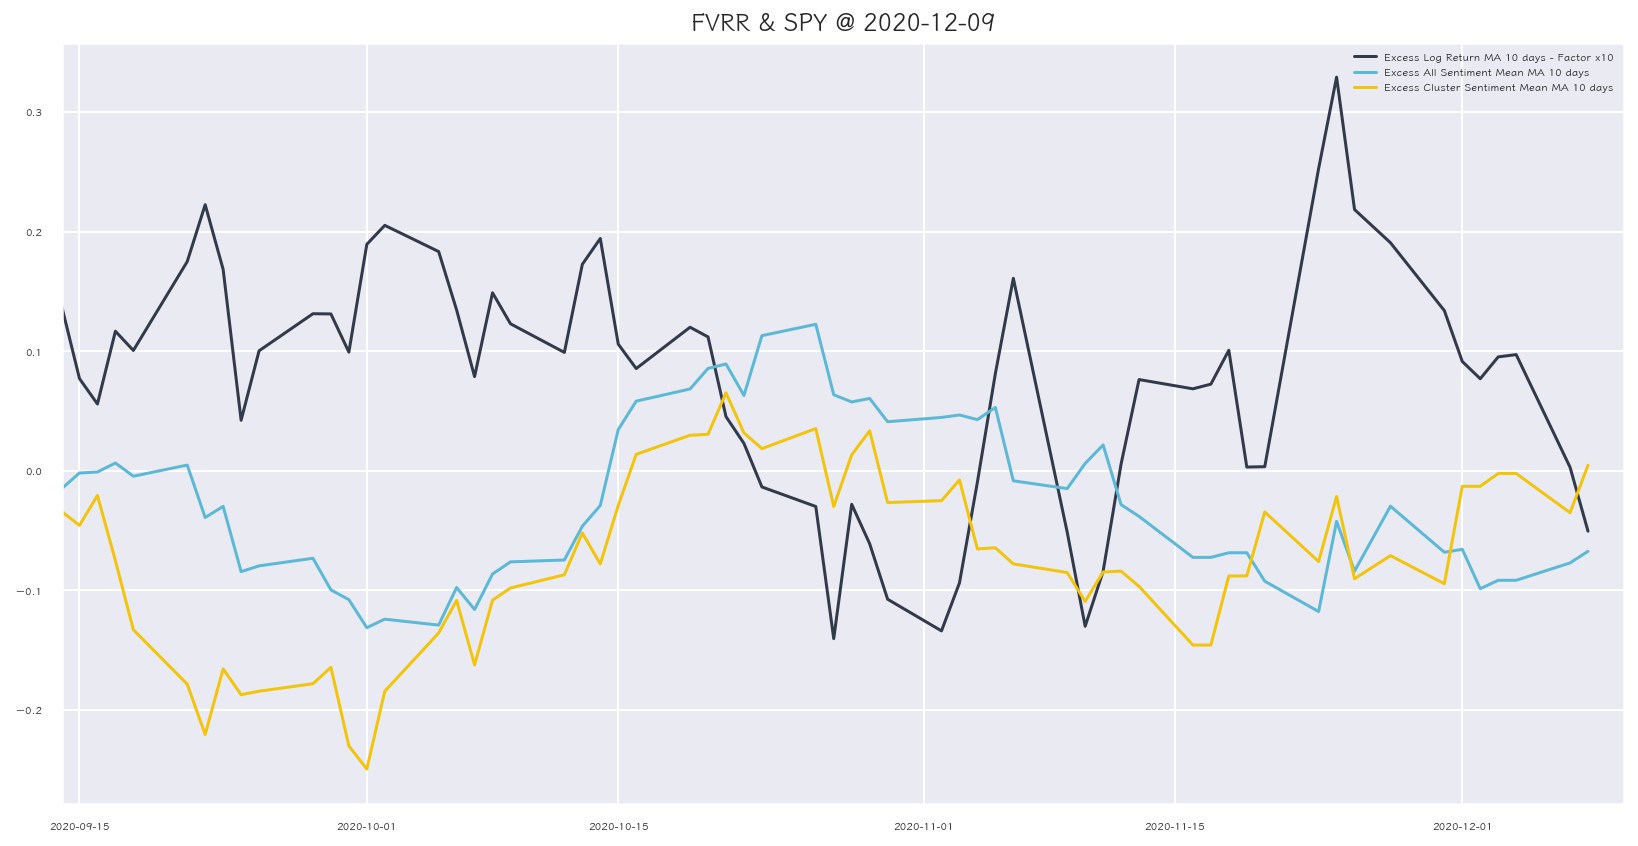 FVRR & SPY @ 2020-12-09
Excess Log Return MA 10 days - Factor x10
Excess All Sentiment Mean MA 10 days
Excess Cluster Sentiment Mean MA 10 days
0.3
0.2
0.1
0.0
−0.1
−0.2
2020-09-15 2020-10-01 2020-10-15 2020-11-01 2020-11-15 2020-12-01